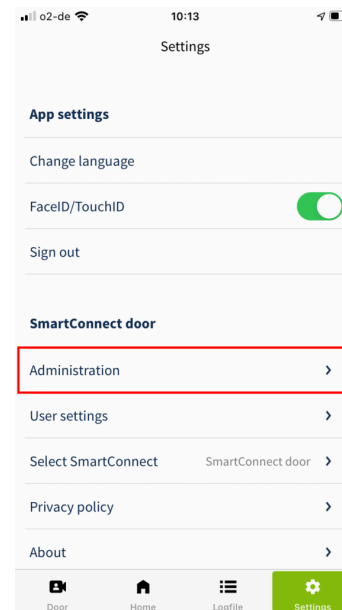 o2-de 10:13
Settings
App settings
Change language
FaceID/TouchID
Sign out
SmartConnect door
Administration
User settings
Select SmartConnect SmartConnect door
Privacy policy
About
Door Home Logfile Settings